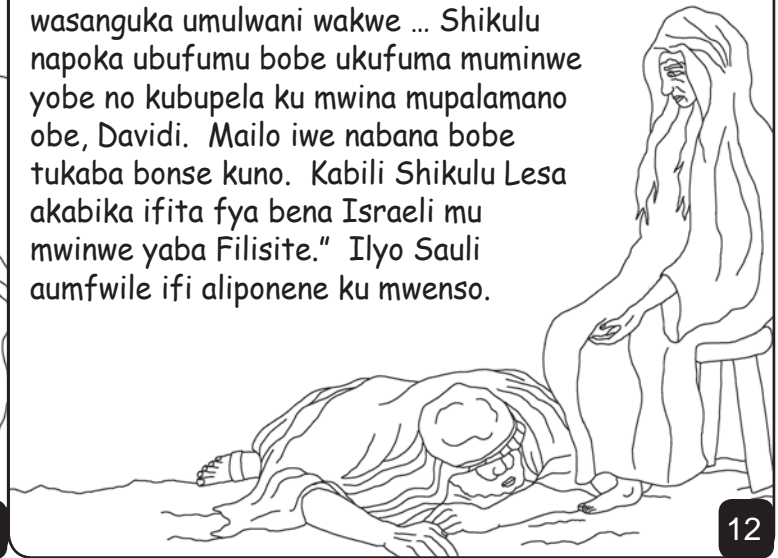 wasanguka umulwani wakwe ... Shikulu
napoka ubufumu bobe ukufuma muminwe
yobe no kubupela ku mwina mupalamano
obe, Davidi. Mailo iwe nabana bobe
tukaba bonse kuno. Kabili Shikulu Lesa
akabika ifita fya bena Israeli mu
mwinwe yaba Filisite." Ilyo Sauli
aumfwile ifi aliponene ku mwenso.
12